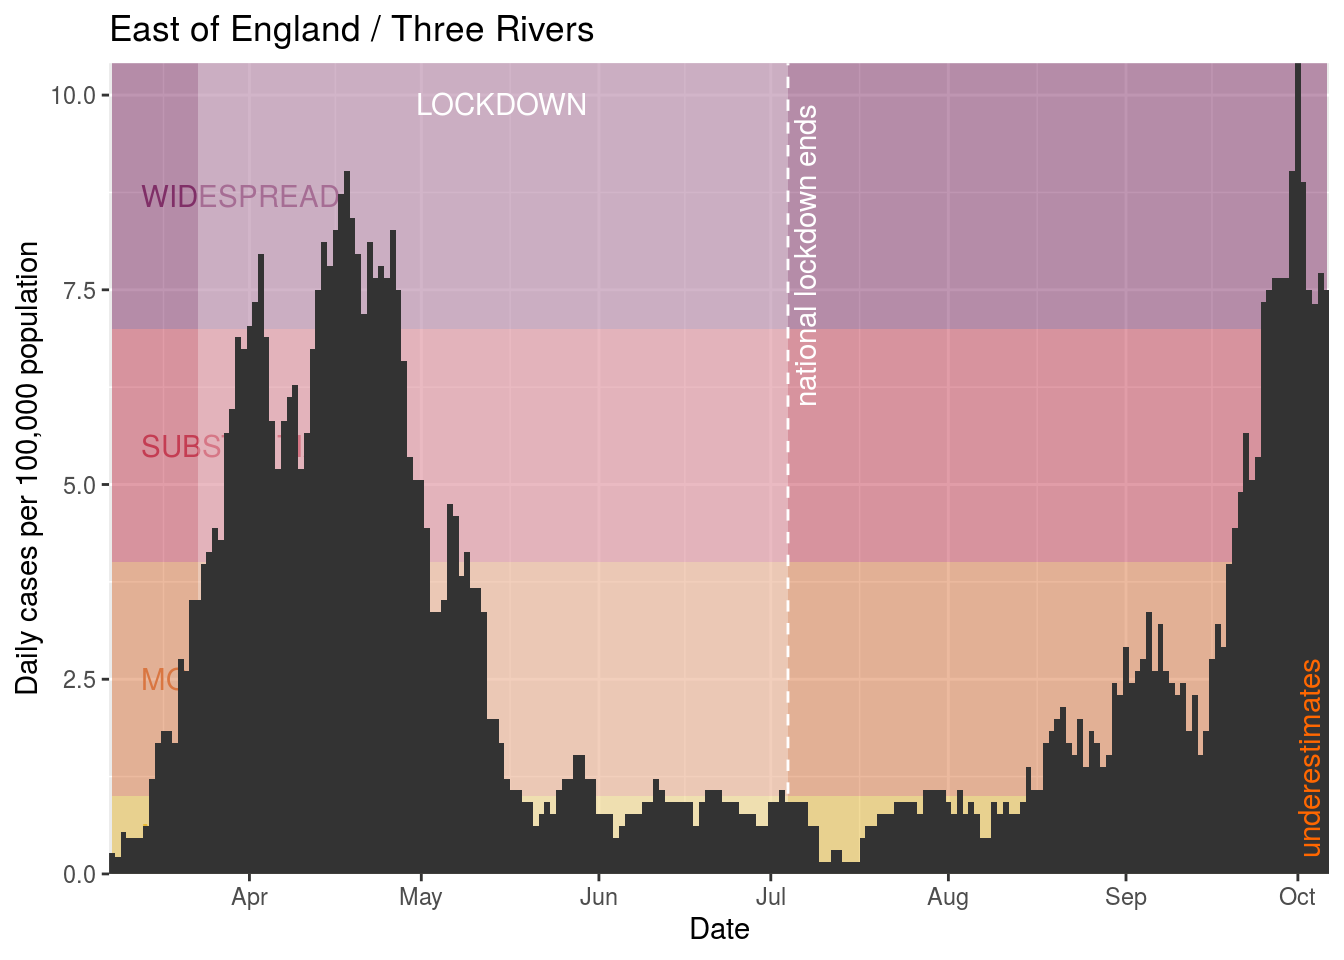 East of England / Three Rivers
Daily cases per 100,000 population
10.0
7.5
5.0
2.5
0.0
LOCKDOWN
WIDESPREAD
national lockdown ends
underestimates
Apr
May
Jun
Jul
Aug
Sep
Oct
Date